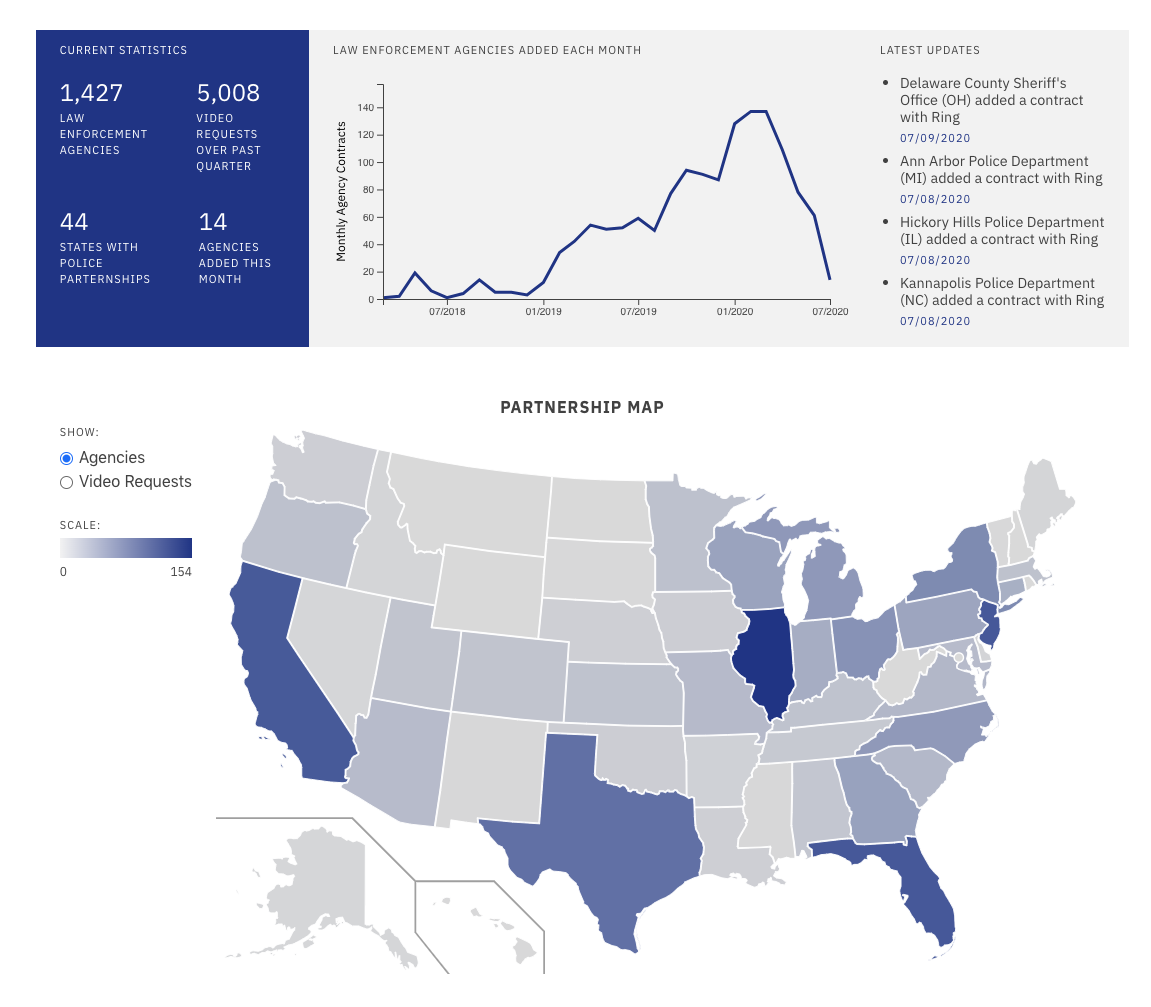 CURRENT STATISTICS
1,427
LAW
ENFORCEMENT
AGENCIES
5,008
VIDEO
REQUESTS
OVER PAST
QUARTER
44
STATES WITH
POLICE
PARTERNSHIPS
14
AGENCIES
ADDED THIS
MONTH
LAW ENFORCEMENT AGENCIES ADDED EACH MONTH
Monthly Agency Contracts
140
120
100
80
60
40
20
0
07/2018
01/2019
07/2019
01/2020
07/2020
LATEST UPDATES
Delaware County Sheriff's
Office (OH) added a contract
with Ring
07/09/2020
Ann Arbor Police Department
(MI) added a contract with Ring
07/08/2020
Hickory Hills Police Department
(IL) added a contract with Ring
07/08/2020
Kannapolis Police Department
(NC) added a contract with Ring
07/08/2020
PARTNERSHIP MAP
SHOW:
Agencies
Video Requests
SCALE:
0 154